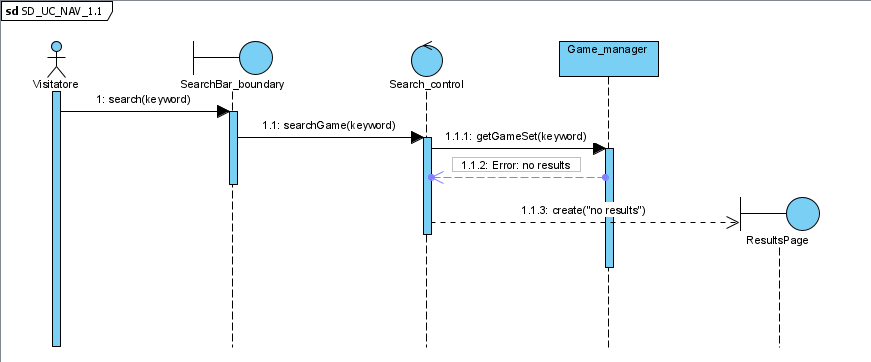 sd SD_UC_NAV_1.1
Visitatore
SearchBar_boundary
Search_control
Game_manager
1: search(keyword)
1.1: searchGame(keyword)
1.1.1: getGameSet(keyword)
1.1.2: Error: no results
1.1.3: create("no results")
ResultsPage